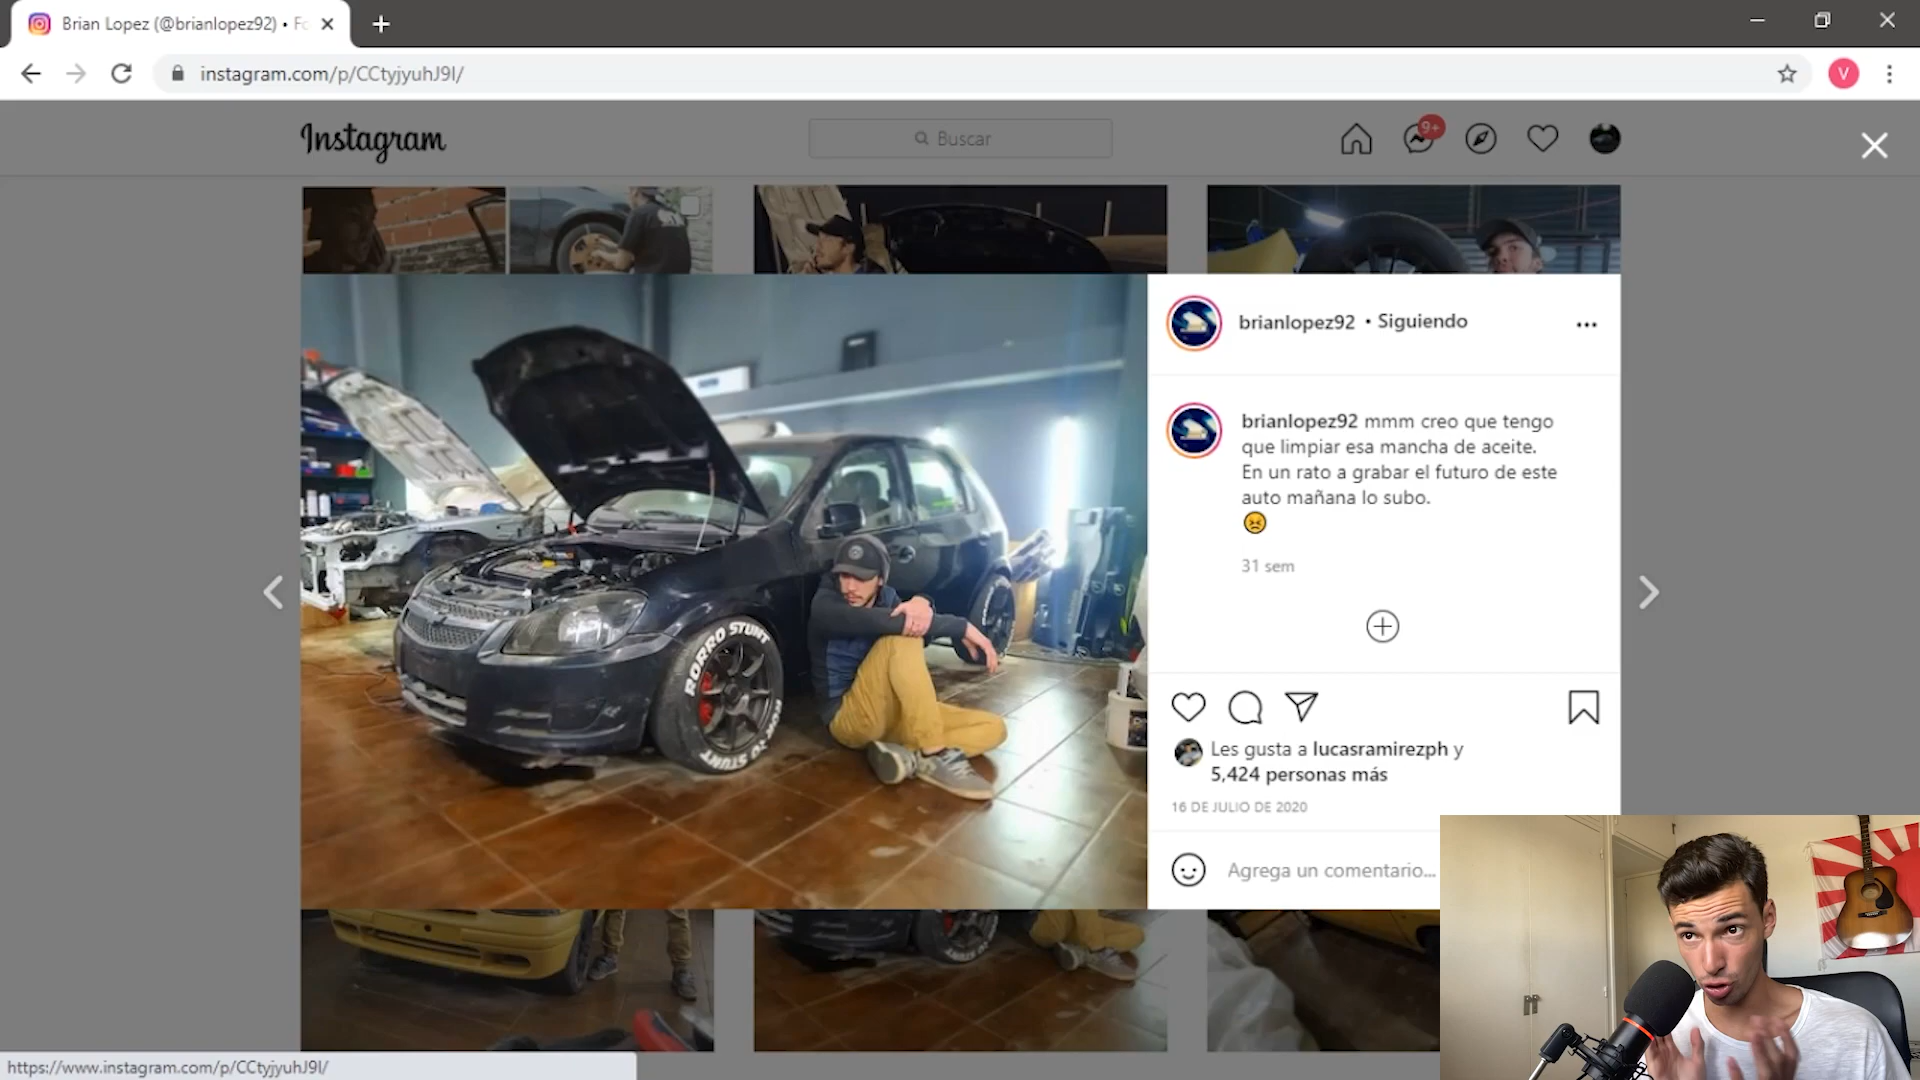 Brian Lopez (@brianlopez92) • Fo
instagram.com/p/CCtyjyuhJ9I/
V
Instagram
Buscar
9+
brianlopez92 • Siguiendo
brianlopez92 mmm creo que tengo
que limpiar esa mancha de aceite.
En un rato a grabar el futuro de este
auto mañana lo subo.
31 sem
RORRO STUNT
Les gusta a lucasramirezph y
5,424 personas más
16 DE JULIO DE 2020
Agrega un comentario...
https://www.instagram.com/p/CCtyjyuhJ9I/